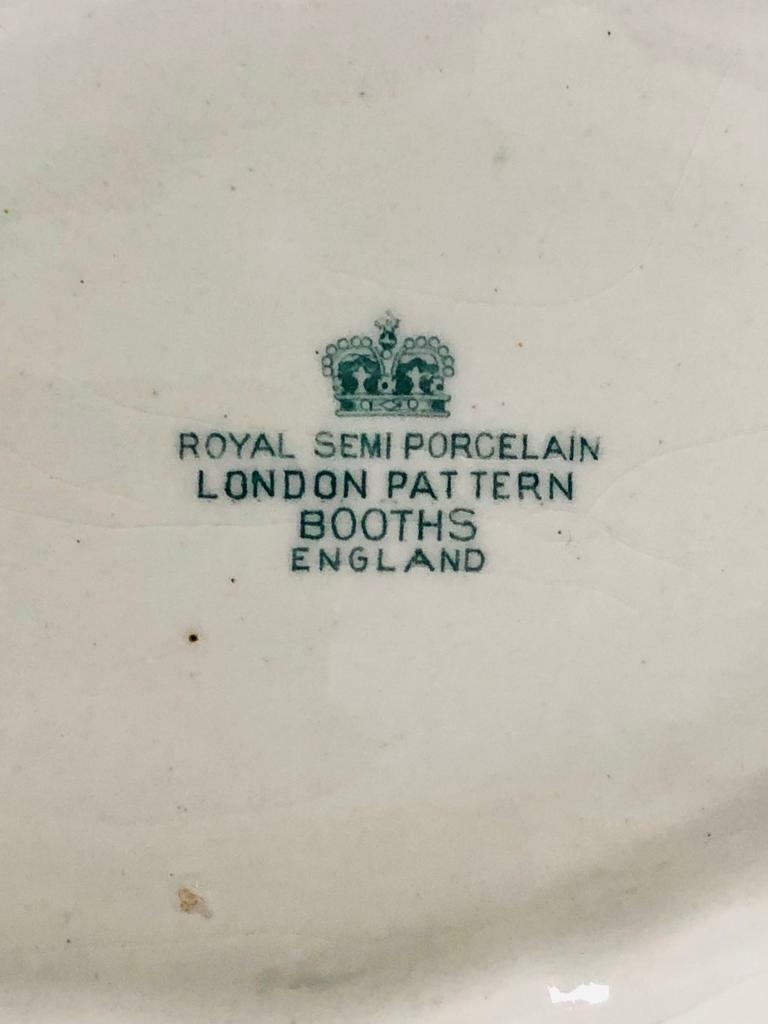 ROYAL SEMI PORCELAIN
LONDON PATTERN
BOOTHS
ENGLAND